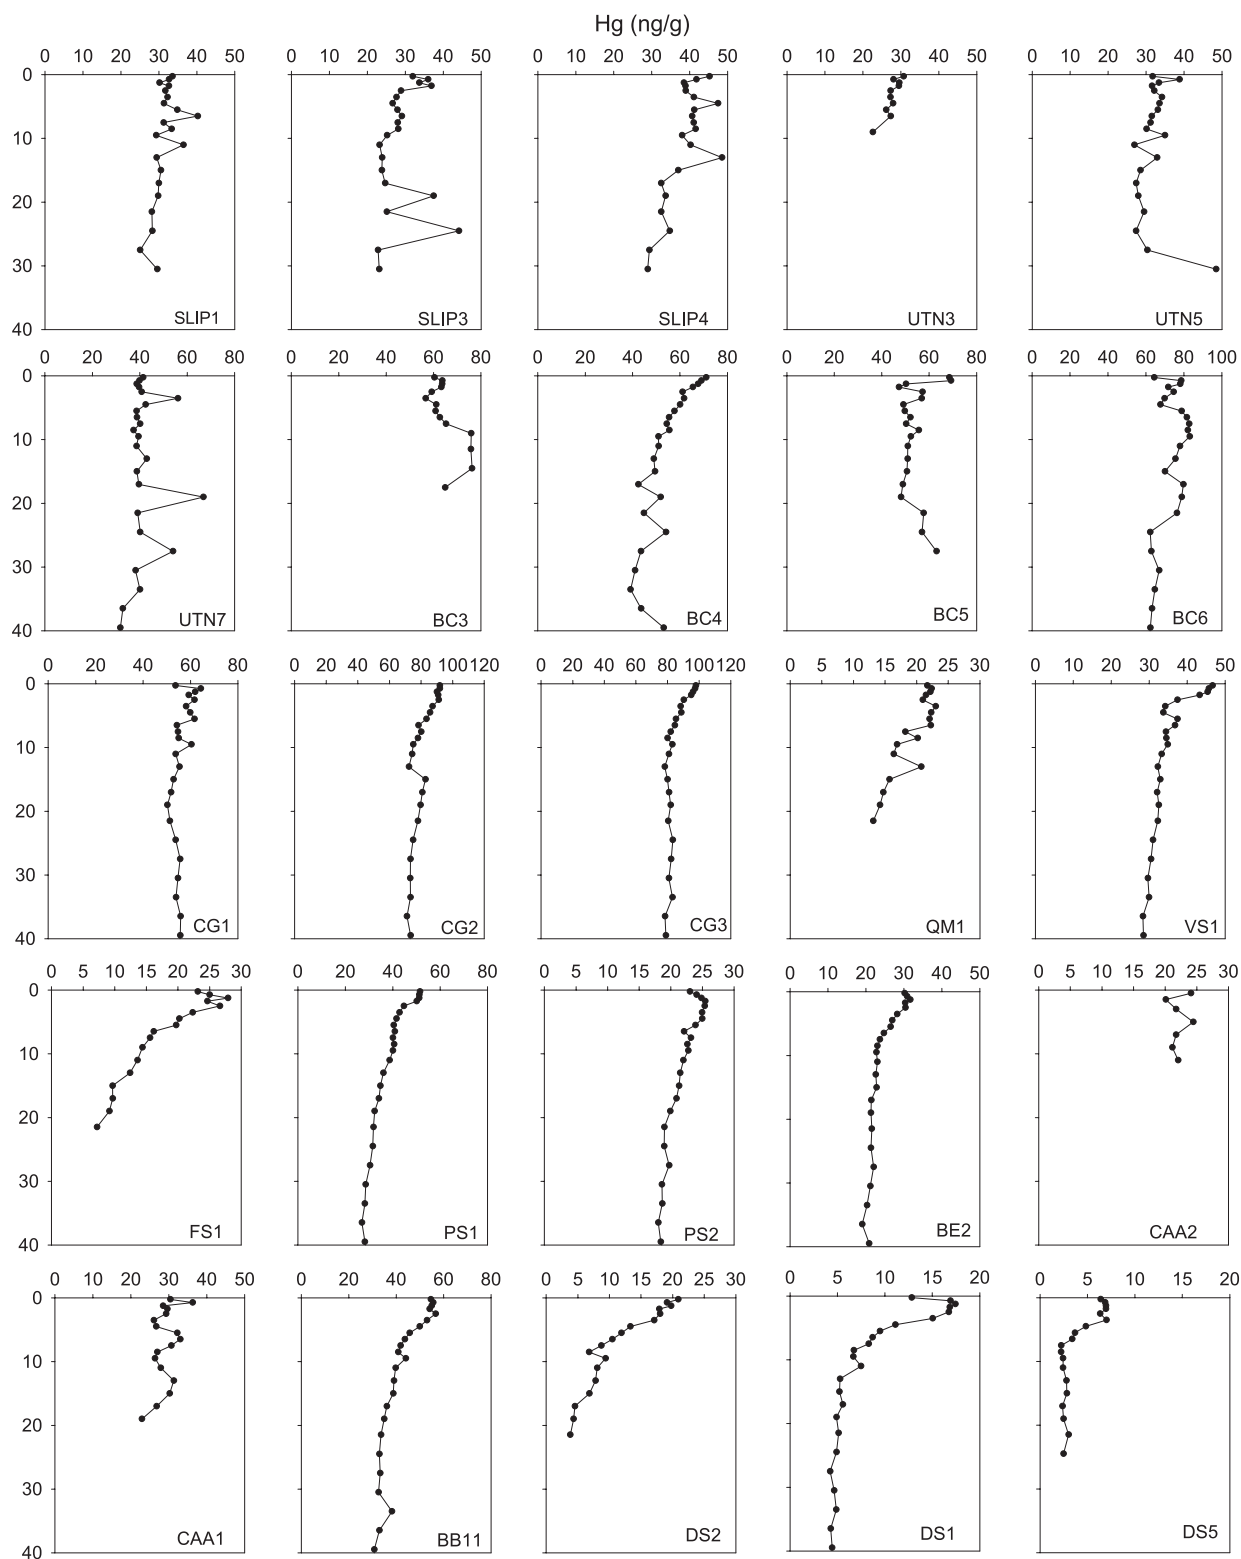 Hg (ng/g)
0 10 20 30 40 50
0 10 20 30 40 50
0 10 20 30 40 50
0 10 20 30 40 50
0 10 20 30 40 50
0
10
20
30
40
SLIP1
SLIP3
SLIP4
UTN3
UTN5
0 20 40 60 80
0 20 40 60 80
0 20 40 60 80
0 20 40 60 80
0 20 40 60 80 100
0
10
20
30
40
UTN7
BC3
BC4
BC5
BC6
0 20 40 60 80
0 20 40 60 80 100 120
0 20 40 60 80 100 120
0 5 10 15 20 25 30
0 10 20 30 40 50
0
10
20
30
40
CG1
CG2
CG3
QM1
VS1
0 5 10 15 20 25 30
0 20 40 60 80
0 5 10 15 20 25 30
0 10 20 30 40 50
0 5 10 15 20 25 30
0
10
20
30
40
FS1
PS1
PS2
BE2
CAA2
0 10 20 30 40 50
0 20 40 60 80
0 5 10 15 20 25 30
0 5 10 15 20
0 5 10 15 20
0
10
20
30
40
CAA1
BB11
DS2
DS1
DS5